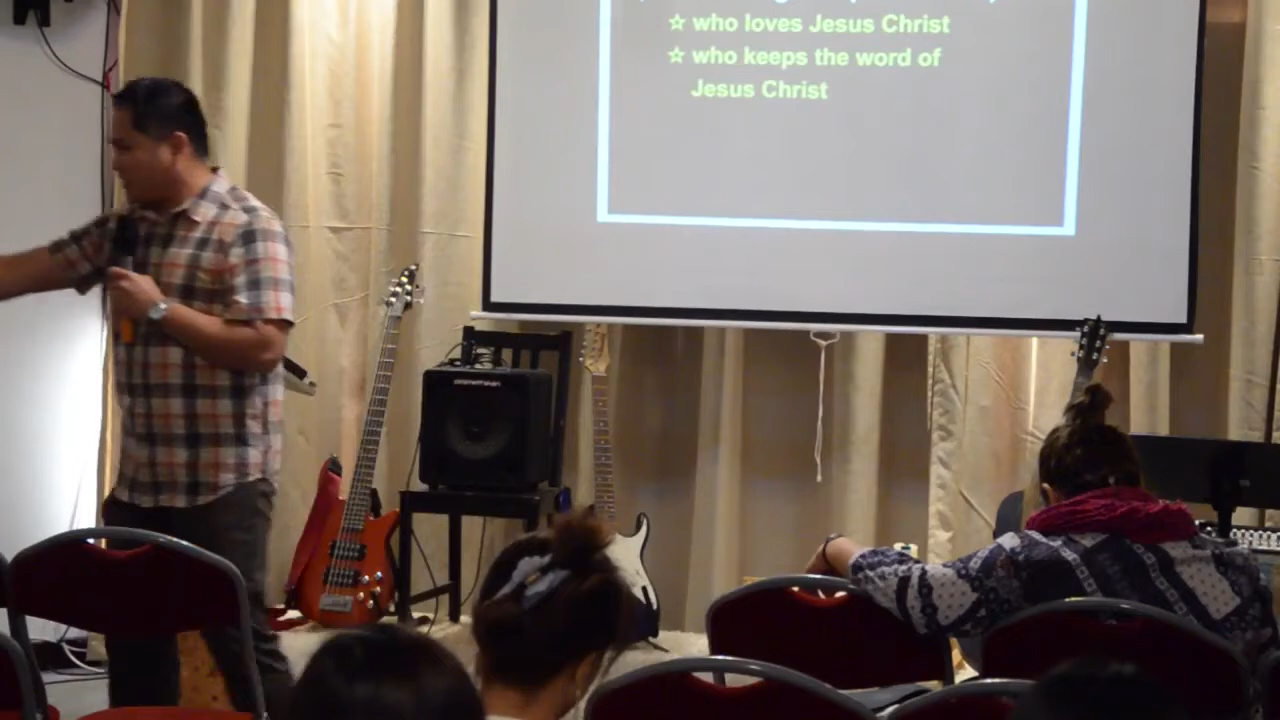 ☆ who loves Jesus Christ
☆ who keeps the word of
Jesus Christ